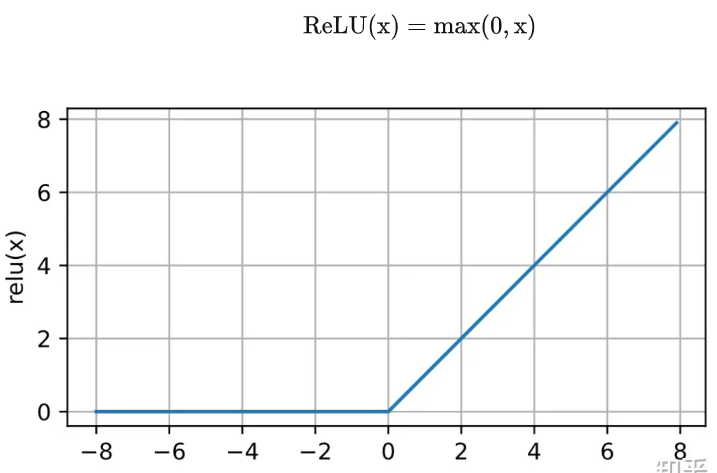 ReLU(x) = max(0, x)
8
6
4
2
0
relu(x)
−8 −6 −4 −2 0 2 4 6 8
知乎